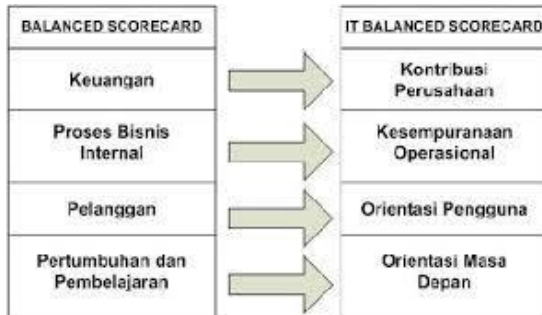 BALANCED SCORECARD
IT BALANCED SCORECARD
Keuangan
Kontribusi
Perusahaan
Proses Bisnis
Internal
Kesempuranaan
Operasional
Pelanggan
Orientasi Pengguna
Pertumbuhan dan
Pembelajaran
Orientasi Masa
Depan